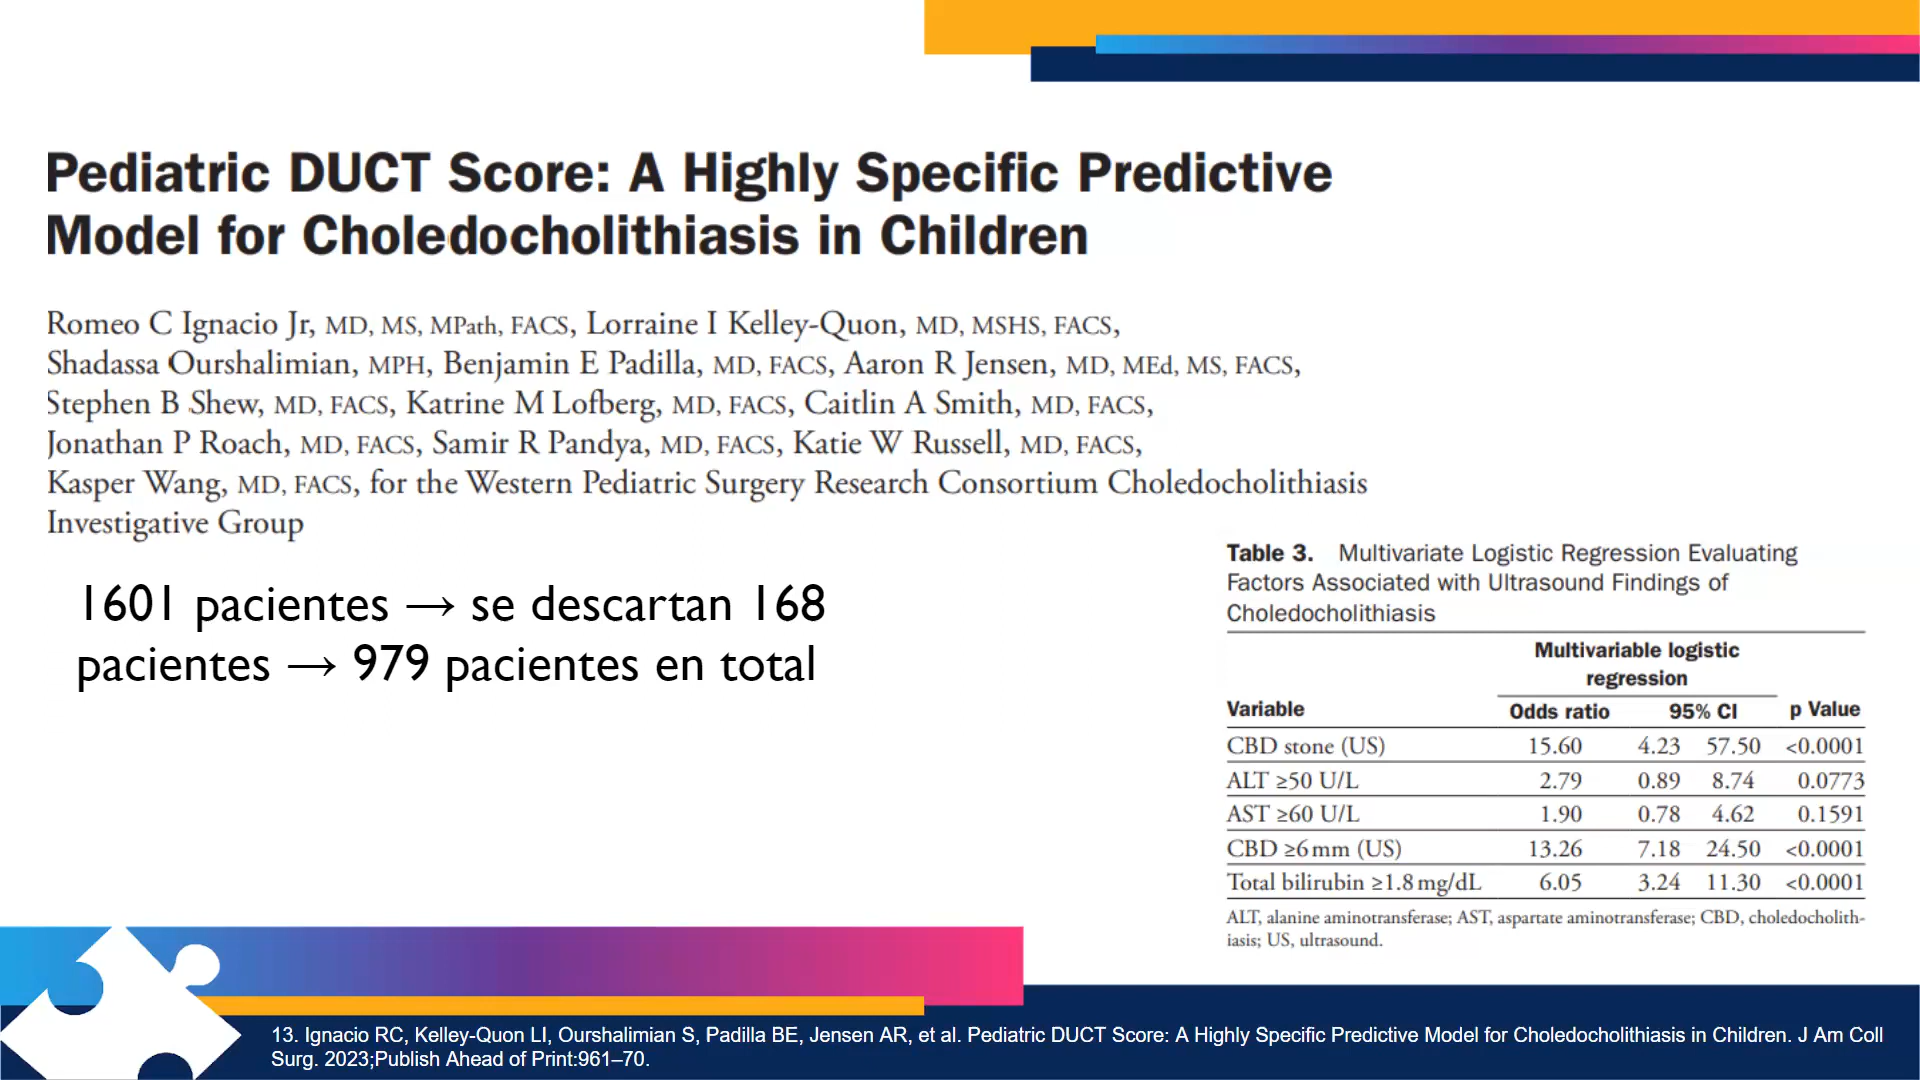 Pediatric DUCT Score: A Highly Specific Predictive
Model for Choledocholithiasis in Children
Romeo C Ignacio Jr, MD, MS, MPath, FACS, Lorraine I Kelley-Quon, MD, MSHS, FACS,
Shadassa Ourshalimian, MPH, Benjamin E Padilla, MD, FACS, Aaron R Jensen, MD, MEd, MS, FACS,
Stephen B Shew, MD, FACS, Katrine M Lofberg, MD, FACS, Caitlin A Smith, MD, FACS,
Jonathan P Roach, MD, FACS, Samir R Pandya, MD, FACS, Katie W Russell, MD, FACS,
Kasper Wang, MD, FACS, for the Western Pediatric Surgery Research Consortium Choledocholithiasis
Investigative Group
1601 pacientes → se descartan 168
pacientes → 979 pacientes en total
Table 3. Multivariate Logistic Regression Evaluating
Factors Associated with Ultrasound Findings of
Choledocholithiasis
Multivariable logistic
regression
Variable Odds ratio 95% CI p Value
CBD stone (US) 15.60 4.23 57.50 <0.0001
ALT ≥50 U/L 2.79 0.89 8.74 0.0773
AST ≥60 U/L 1.90 0.78 4.62 0.1591
CBD ≥6 mm (US) 13.26 7.18 24.50 <0.0001
Total bilirubin ≥1.8 mg/dL 6.05 3.24 11.30 <0.0001
ALT, alanine aminotransferase; AST, aspartate aminotransferase; CBD, choledocholith-
iasis; US, ultrasound.
13. Ignacio RC, Kelley-Quon LI, Ourshalimian S, Padilla BE, Jensen AR, et al. Pediatric DUCT Score: A Highly Specific Predictive Model for Choledocholithiasis in Children. J Am Coll
Surg. 2023;Publish Ahead of Print:961–70.